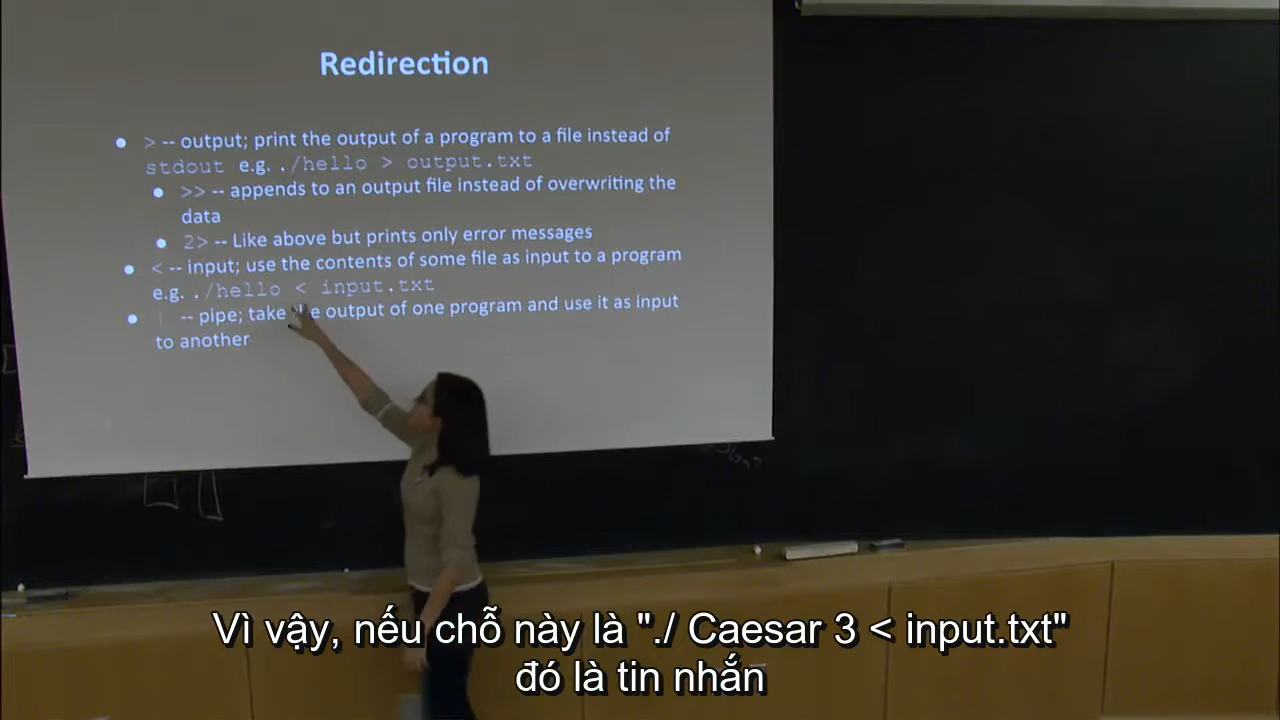 Redirection
● > -- output; print the output of a program to a file instead of
stdout e.g. ./hello > output.txt
● >> -- appends to an output file instead of overwriting the
data
● 2> -- Like above but prints only error messages
● < -- input; use the contents of some file as input to a program
e.g. ./hello < input.txt
● | -- pipe; take the output of one program and use it as input
to another
Vì vậy, nếu chỗ này là "./ Caesar 3 < input.txt"
đó là tin nhắn